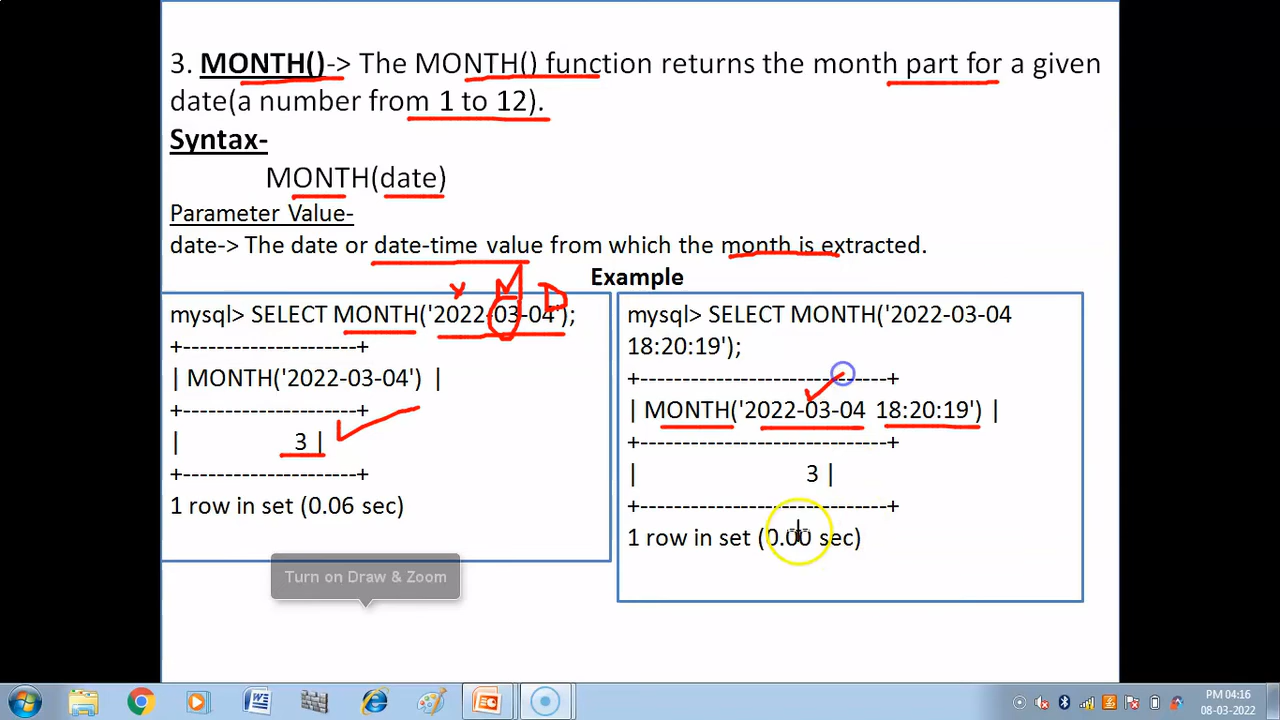 3. MONTH()-> The MONTH() function returns the month part for a given
date(a number from 1 to 12).
Syntax-
MONTH(date)
Parameter Value-
date-> The date or date-time value from which the month is extracted.
Example
Y M D
mysql> SELECT MONTH('2022-03-04');
+---------------------+
| MONTH('2022-03-04') |
+---------------------+
| 3 |
+---------------------+
1 row in set (0.06 sec)
mysql> SELECT MONTH('2022-03-04
18:20:19');
+------------------------------+
| MONTH('2022-03-04 18:20:19') |
+------------------------------+
| 3 |
+------------------------------+
1 row in set (0.00 sec)
Turn on Draw & Zoom
PM 04:16
08-03-2022